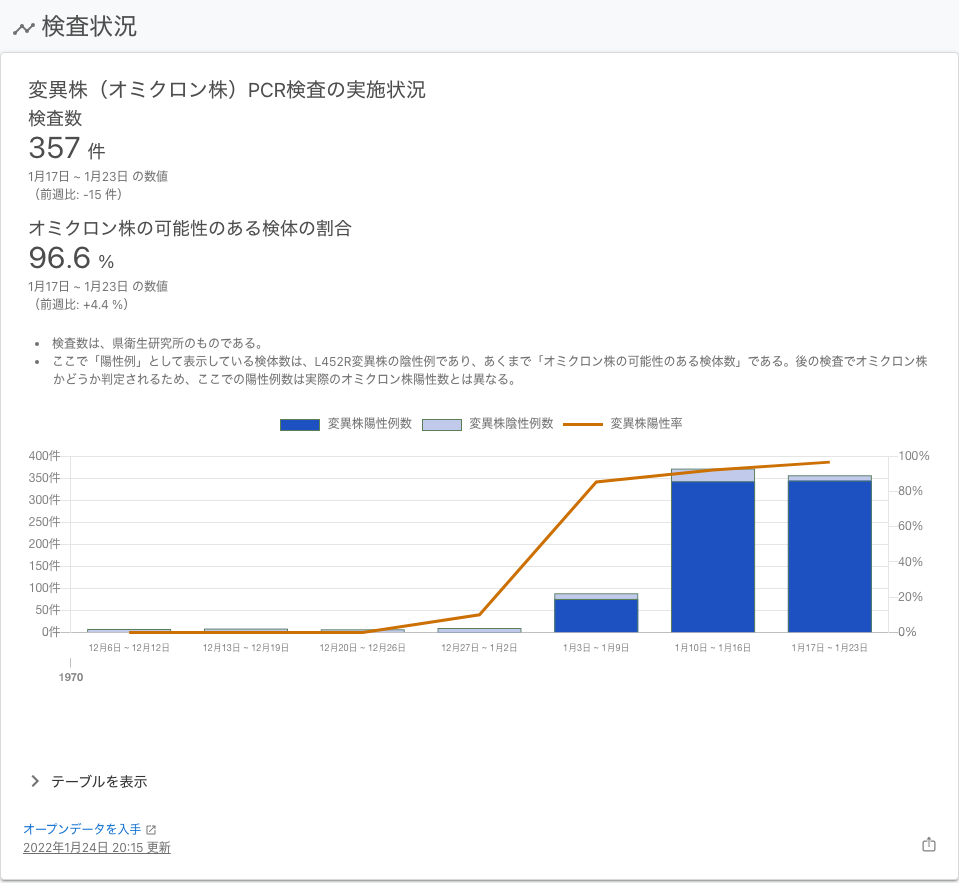 検査状況
変異株（オミクロン株）PCR検査の実施状況
検査数
357 件
1月17日 ~ 1月23日 の数値
（前週比: -15 件）
オミクロン株の可能性のある検体の割合
96.6 %
1月17日 ~ 1月23日 の数値
（前週比: +4.4 %）
• 検査数は、県衛生研究所のものである。
• ここで「陽性例」として表示している検体数は、L452R変異株の陰性例であり、あくまで「オミクロン株の可能性のある検体数」である。後の検査でオミクロン株
かどうか判定されるため、ここでの陽性例数は実際のオミクロン株陽性数とは異なる。
変異株陽性例数 変異株陰性例数 変異株陽性率
400件 100%
350件
300件
250件
200件
150件
100件
50件
0件
80%
60%
40%
20%
0%
12月6日 ~ 12月12日 12月13日 ~ 12月19日 12月20日 ~ 12月26日 12月27日 ~ 1月2日 1月3日 ~ 1月9日 1月10日 ~ 1月16日 1月17日 ~ 1月23日
1970
テーブルを表示
オープンデータを入手
2022年1月24日 20:15 更新